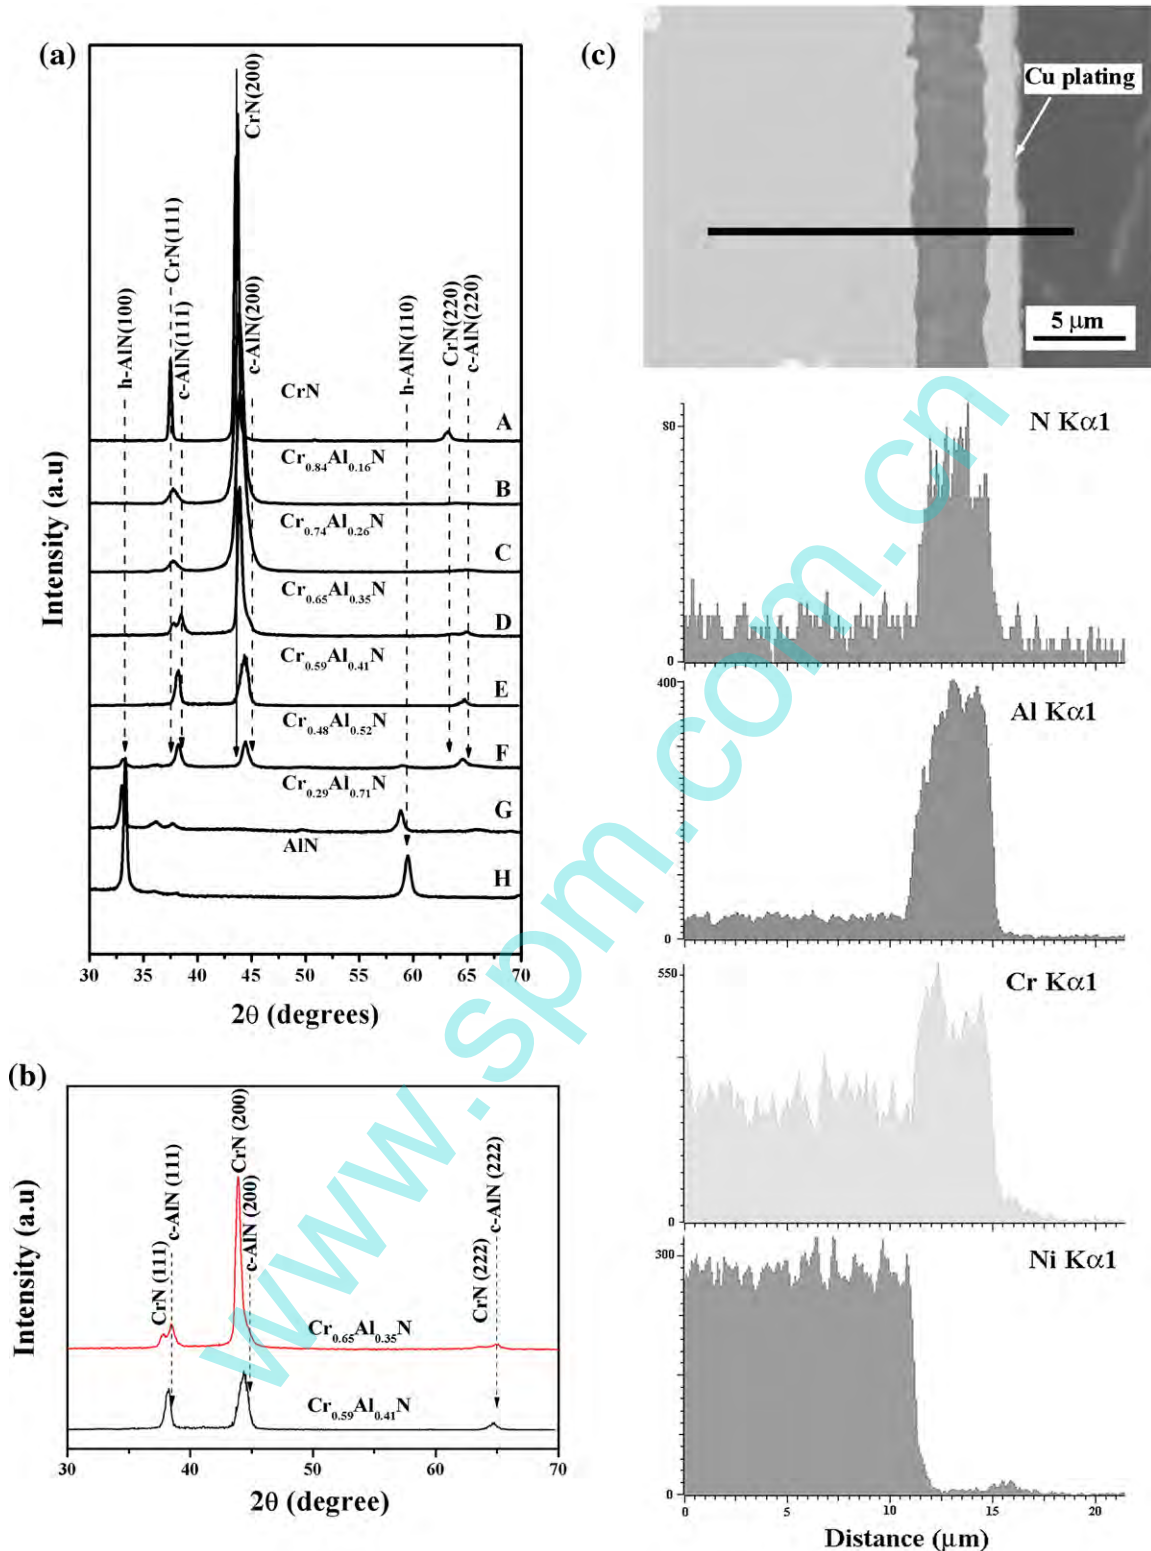 (a)
CrN(200)
CrN(111)
c-AlN(111)
c-AlN(200)
h-AlN(100)
h-AlN(110)
CrN(220)
c-AlN(220)
CrN
A
Cr0.84Al0.16N
B
Cr0.74Al0.26N
C
Cr0.65Al0.35N
D
Cr0.59Al0.41N
E
Cr0.48Al0.52N
F
Cr0.29Al0.71N
G
AlN
H
Intensity (a.u)
30 35 40 45 50 55 60 65 70
2θ (degrees)
(b)
CrN (111)
c-AlN (111)
CrN (200)
c-AlN (200)
CrN (222)
c-AlN (222)
Cr0.65Al0.35N
Cr0.59Al0.41N
Intensity (a.u)
30 40 50 60 70
2θ (degree)
(c)
Cu plating
5 μm
80
N Kα1
0
400
Al Kα1
0
550
Cr Kα1
0
300
Ni Kα1
0
0 5 10 15 20
Distance (μm)
www.spm.com.cn